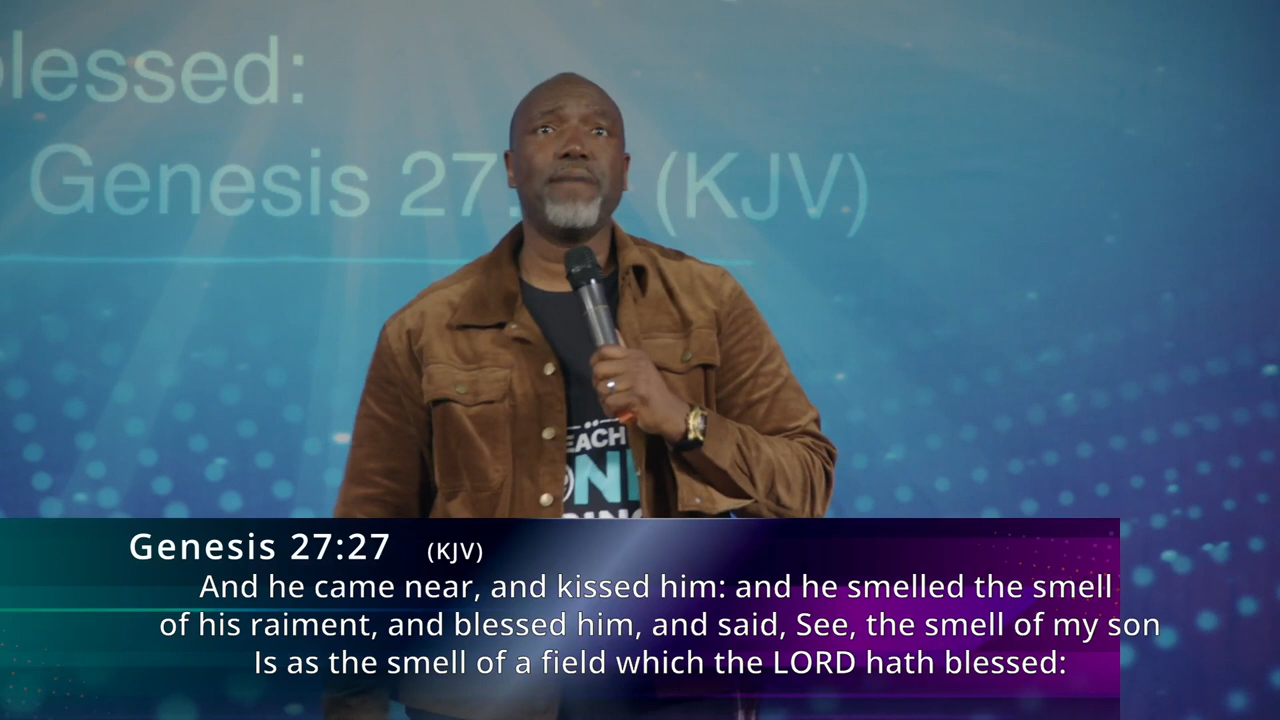 blessed:
Genesis 27: (KJV)
EACH
ONE
Genesis 27:27 (KJV)
And he came near, and kissed him: and he smelled the smell
of his raiment, and blessed him, and said, See, the smell of my son
Is as the smell of a field which the LORD hath blessed: